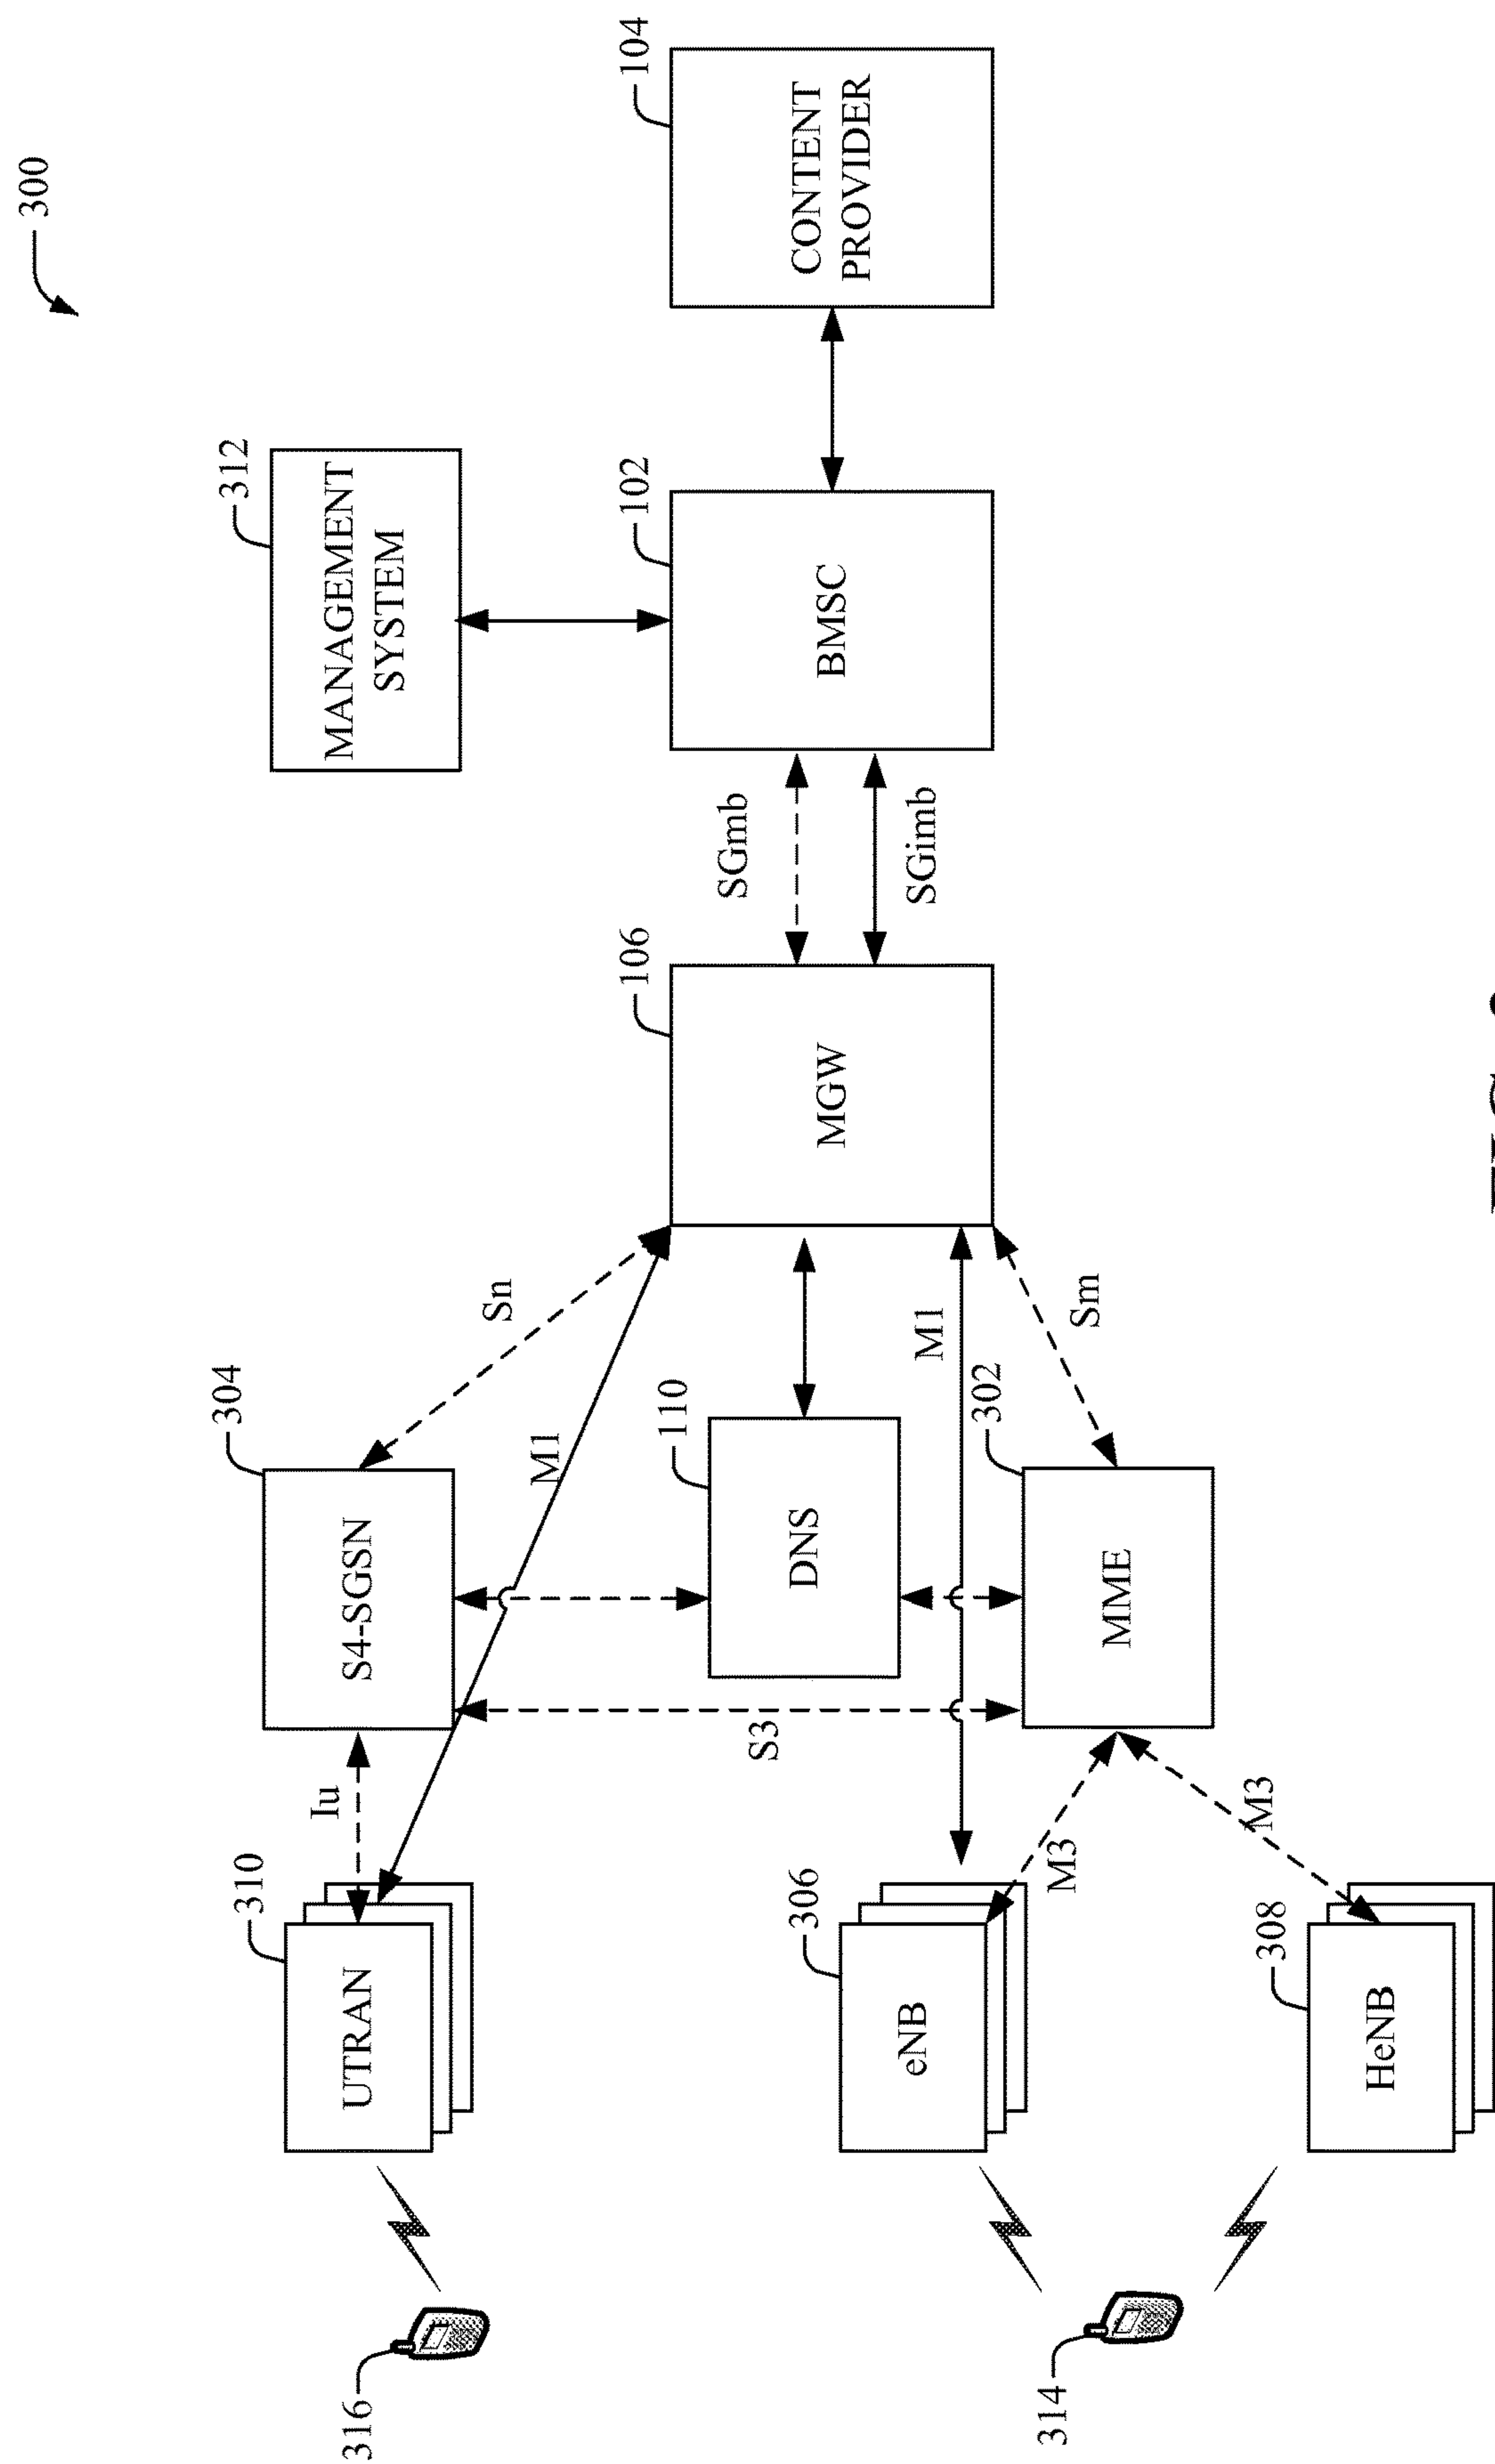 300
316
UTRAN
310
Iu
S4-SGSN
304
Sn
M1
MANAGEMENT
SYSTEM
312
S3
DNS
110
MGW
106
SGmb
SGimb
BMSC
102
CONTENT
PROVIDER
104
314
eNB
306
M1
M3
MME
302
Sm
HeNB
308
M3